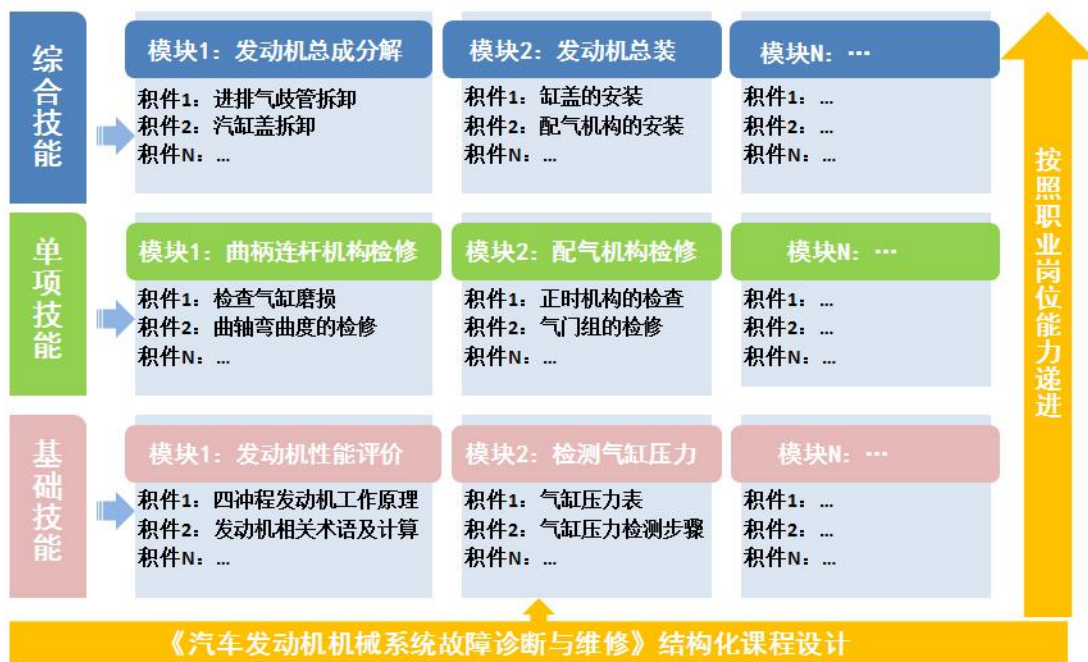 综合技能
模块1：发动机总成分解
积件1：进排气歧管拆卸
积件2：汽缸盖拆卸
积件N：…
模块2：发动机总装
积件1：缸盖的安装
积件2：配气机构的安装
积件N：…
模块N：…
积件1：…
积件2：…
积件N：…
单项技能
模块1：曲柄连杆机构检修
积件1：检查气缸磨损
积件2：曲轴弯曲度的检修
积件N：…
模块2：配气机构检修
积件1：正时机构的检查
积件2：气门组的检修
积件N：…
模块N：…
积件1：…
积件2：…
积件N：…
基础技能
模块1：发动机性能评价
积件1：四冲程发动机工作原理
积件2：发动机相关术语及计算
积件N：…
模块2：检测气缸压力
积件1：气缸压力表
积件2：气缸压力检测步骤
积件N：…
模块N：…
积件1：…
积件2：…
积件N：…
按照职业岗位能力递进
《汽车发动机机械系统故障诊断与维修》结构化课程设计